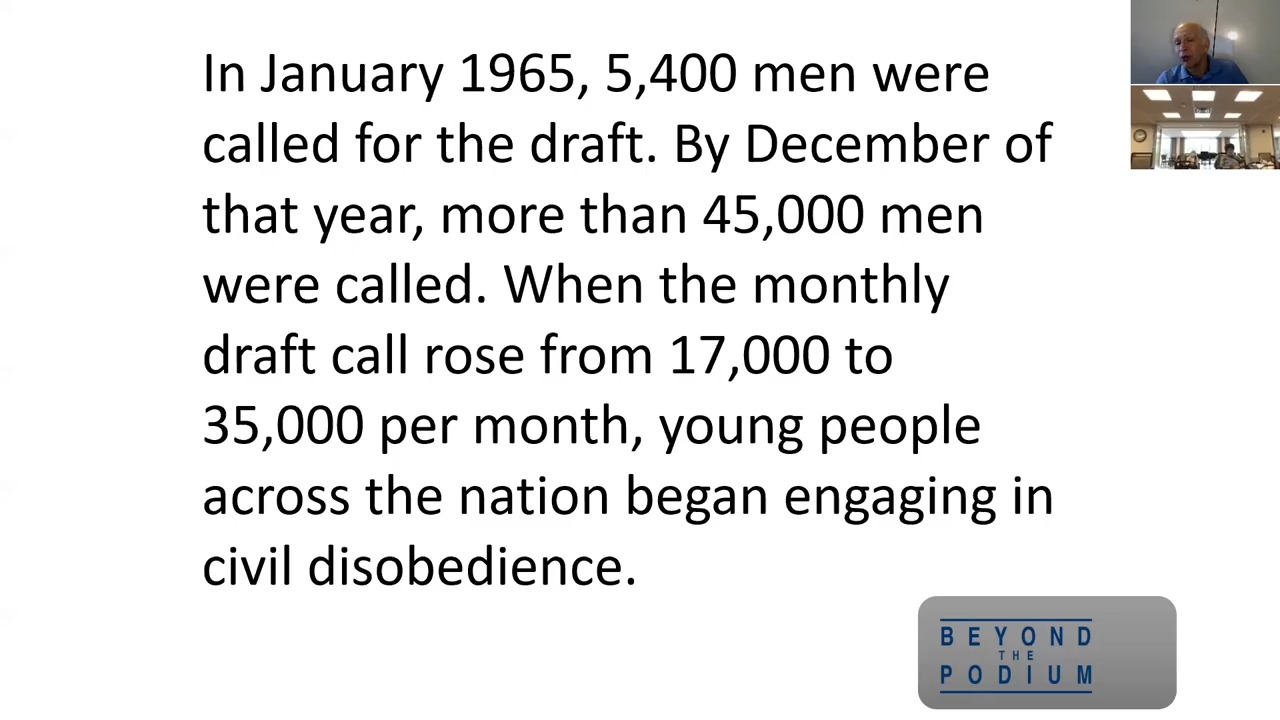 In January 1965, 5,400 men were
called for the draft. By December of
that year, more than 45,000 men
were called. When the monthly
draft call rose from 17,000 to
35,000 per month, young people
across the nation began engaging in
civil disobedience.
BEYOND
THE
PODIUM